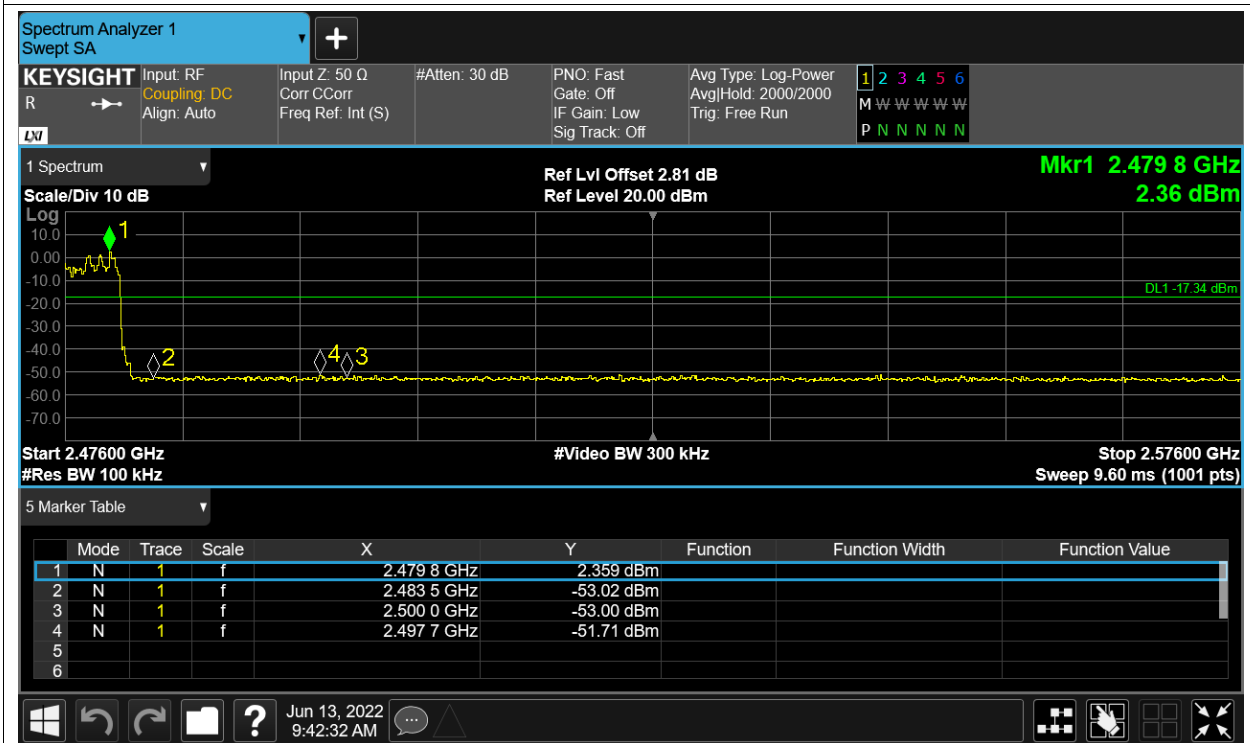 Spectrum Analyzer 1
Swept SA
KEYSIGHT
R
LXI
Input: RF
Coupling: DC
Align: Auto
Input Z: 50 Ω
Corr CCorr
Freq Ref: Int (S)
#Atten: 30 dB
PNO: Fast
Gate: Off
IF Gain: Low
Sig Track: Off
Avg Type: Log-Power
Avg|Hold: 2000/2000
Trig: Free Run
1 2 3 4 5 6
M W W W W W
P N N N N N
1 Spectrum
Scale/Div 10 dB
Ref Lvl Offset 2.81 dB
Ref Level 20.00 dBm
Mkr1 2.479 8 GHz
2.36 dBm
Log
10.0
0.00
-10.0
-20.0
-30.0
-40.0
-50.0
-60.0
-70.0
1
2
4
3
DL1 -17.34 dBm
Start 2.47600 GHz
#Res BW 100 kHz
#Video BW 300 kHz
Stop 2.57600 GHz
Sweep 9.60 ms (1001 pts)
5 Marker Table
Mode Trace Scale X Y Function Function Width Function Value
1 N 1 f 2.479 8 GHz 2.359 dBm
2 N 1 f 2.483 5 GHz -53.02 dBm
3 N 1 f 2.500 0 GHz -53.00 dBm
4 N 1 f 2.497 7 GHz -51.71 dBm
5
6
?
Jun 13, 2022
9:42:32 AM